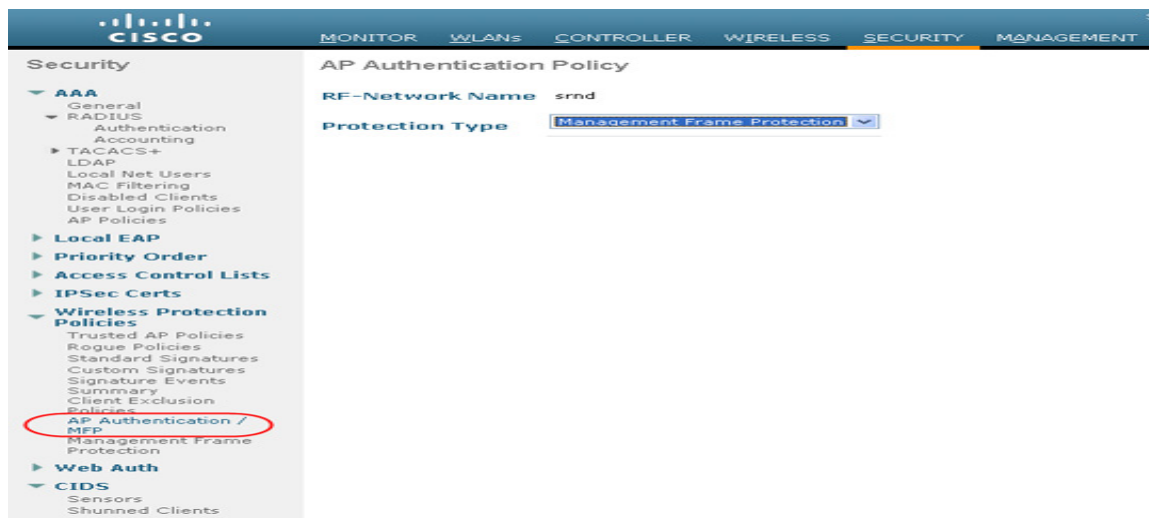 CISCO
MONITOR WLANs CONTROLLER WIRELESS SECURITY MANAGEMENT
Security
AAA
General
RADIUS
Authentication
Accounting
TACACS+
LDAP
Local Net Users
MAC Filtering
Disabled Clients
User Login Policies
AP Policies
Local EAP
Priority Order
Access Control Lists
IPSec Certs
Wireless Protection
Policies
Trusted AP Policies
Rogue Policies
Standard Signatures
Custom Signatures
Signature Events
Summary
Client Exclusion
Policies
AP Authentication /
MFP
Management Frame
Protection
Web Auth
CIDS
Sensors
Shunned Clients
AP Authentication Policy
RF-Network Name srnd
Protection Type Management Frame Protection